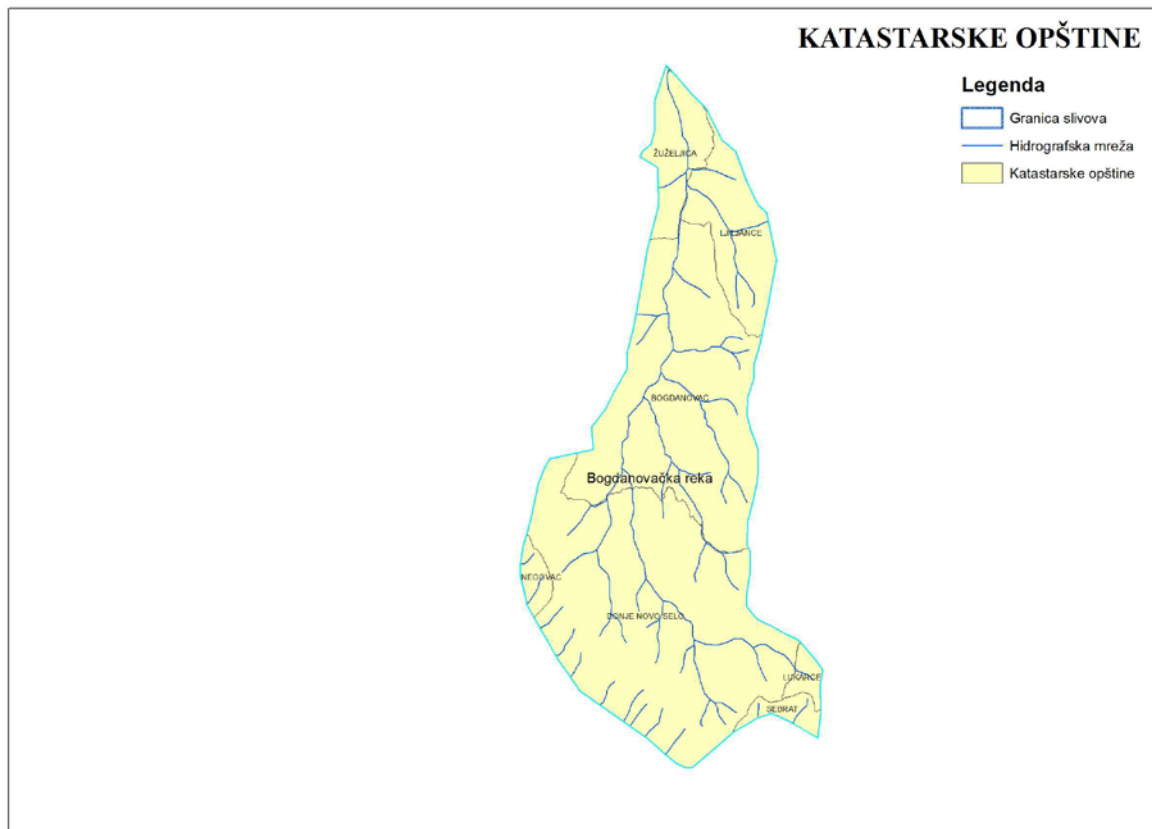 KATASTARSKE OPŠTINE
Legenda
Granica slivova
Hidrografska mreža
Katastarske opštine
ŽUŽELJICA
LJILJANCE
BOGDANOVAC
Bogdanovačka reka
NEGOVAC
DONJE NOVO SELO
LUKARCE
SEBRAT